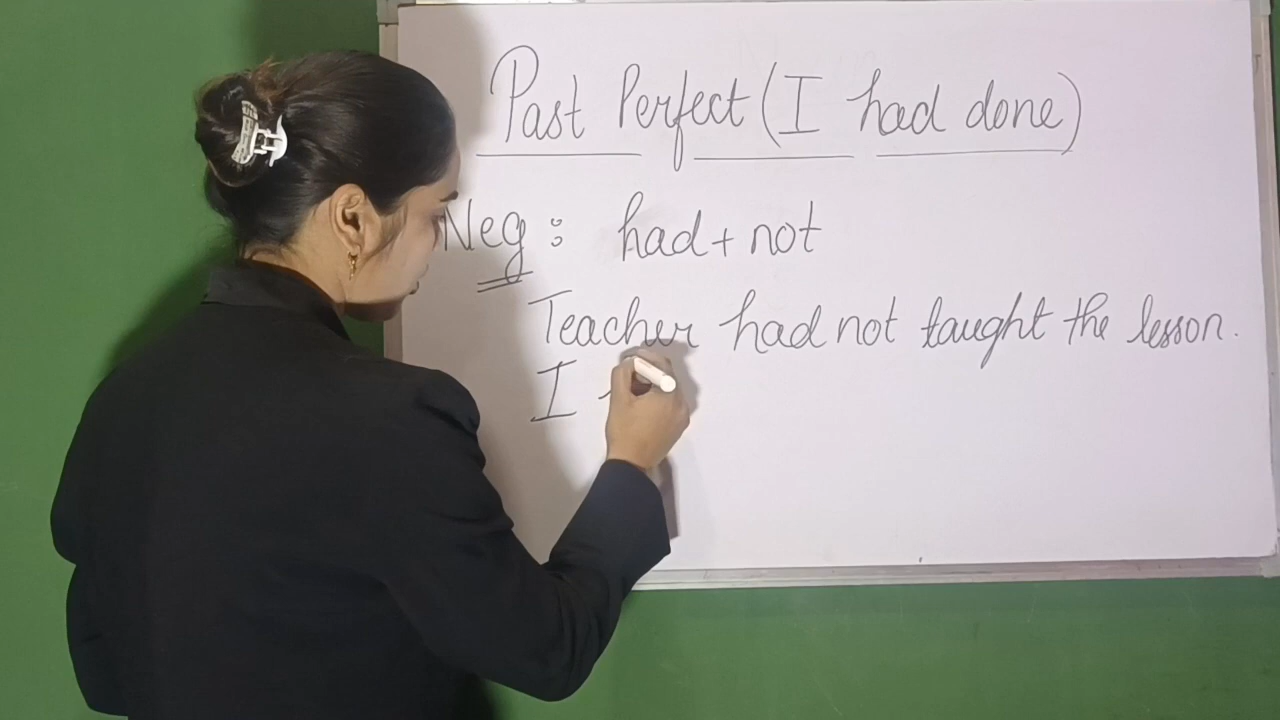 Past Perfect (I had done)
Neg: had + not
Teacher had not taught the lesson.
I